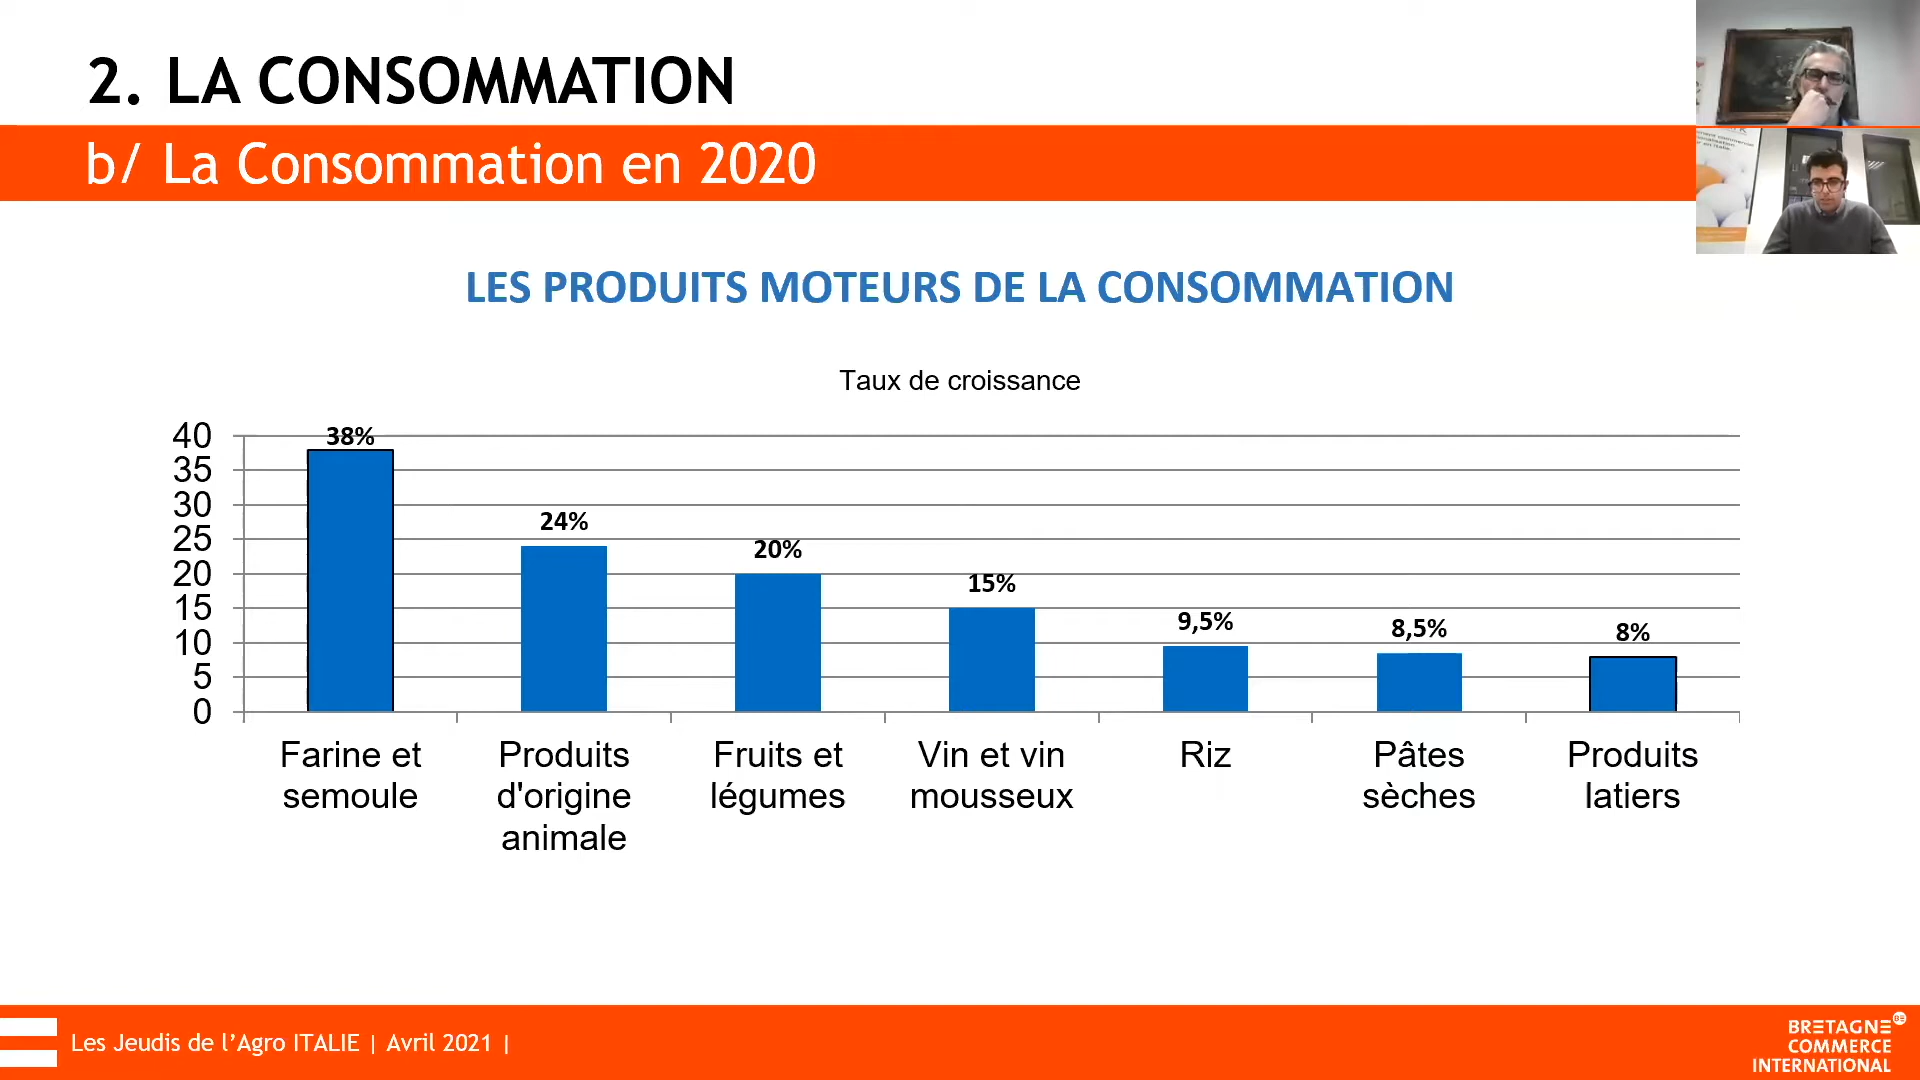 2. LA CONSOMMATION
b/ La Consommation en 2020
LES PRODUITS MOTEURS DE LA CONSOMMATION
Taux de croissance
40
35
30
25
20
15
10
5
0
38%
24%
20%
15%
9,5%
8,5%
8%
Farine et
semoule
Produits
d'origine
animale
Fruits et
légumes
Vin et vin
mousseux
Riz
Pâtes
sèches
Produits
latiers
Les Jeudis de l’Agro ITALIE | Avril 2021 |
BRETAGNE
COMMERCE
INTERNATIONAL